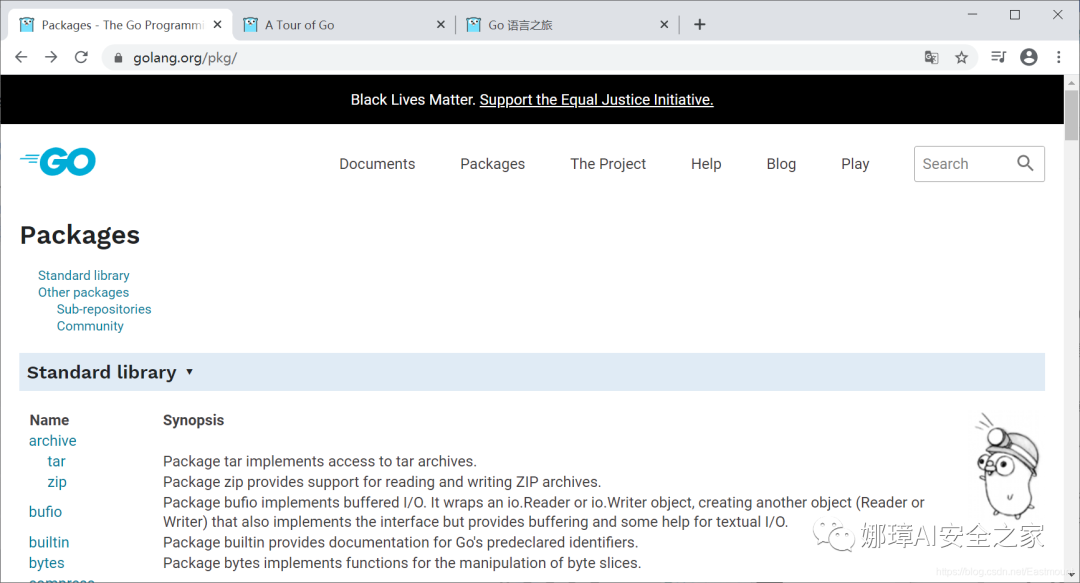 Packages - The Go Programmi
A Tour of Go
Go 语言之旅
golang.org/pkg/
Black Lives Matter. Support the Equal Justice Initiative.
GO
Documents Packages The Project Help Blog Play Search
Packages
Standard library
Other packages
Sub-repositories
Community
Standard library ▾
Name Synopsis
archive
tar Package tar implements access to tar archives.
zip Package zip provides support for reading and writing ZIP archives.
bufio Package bufio implements buffered I/O. It wraps an io.Reader or io.Writer object, creating another object (Reader or
Writer) that also implements the interface but provides buffering and some help for textual I/O.
builtin Package builtin provides documentation for Go's predeclared identifiers.
娜璋AI安全之家
bytes Package bytes implements functions for the manipulation of byte slices.
https://blog.csdn.net/Eastmount
compress